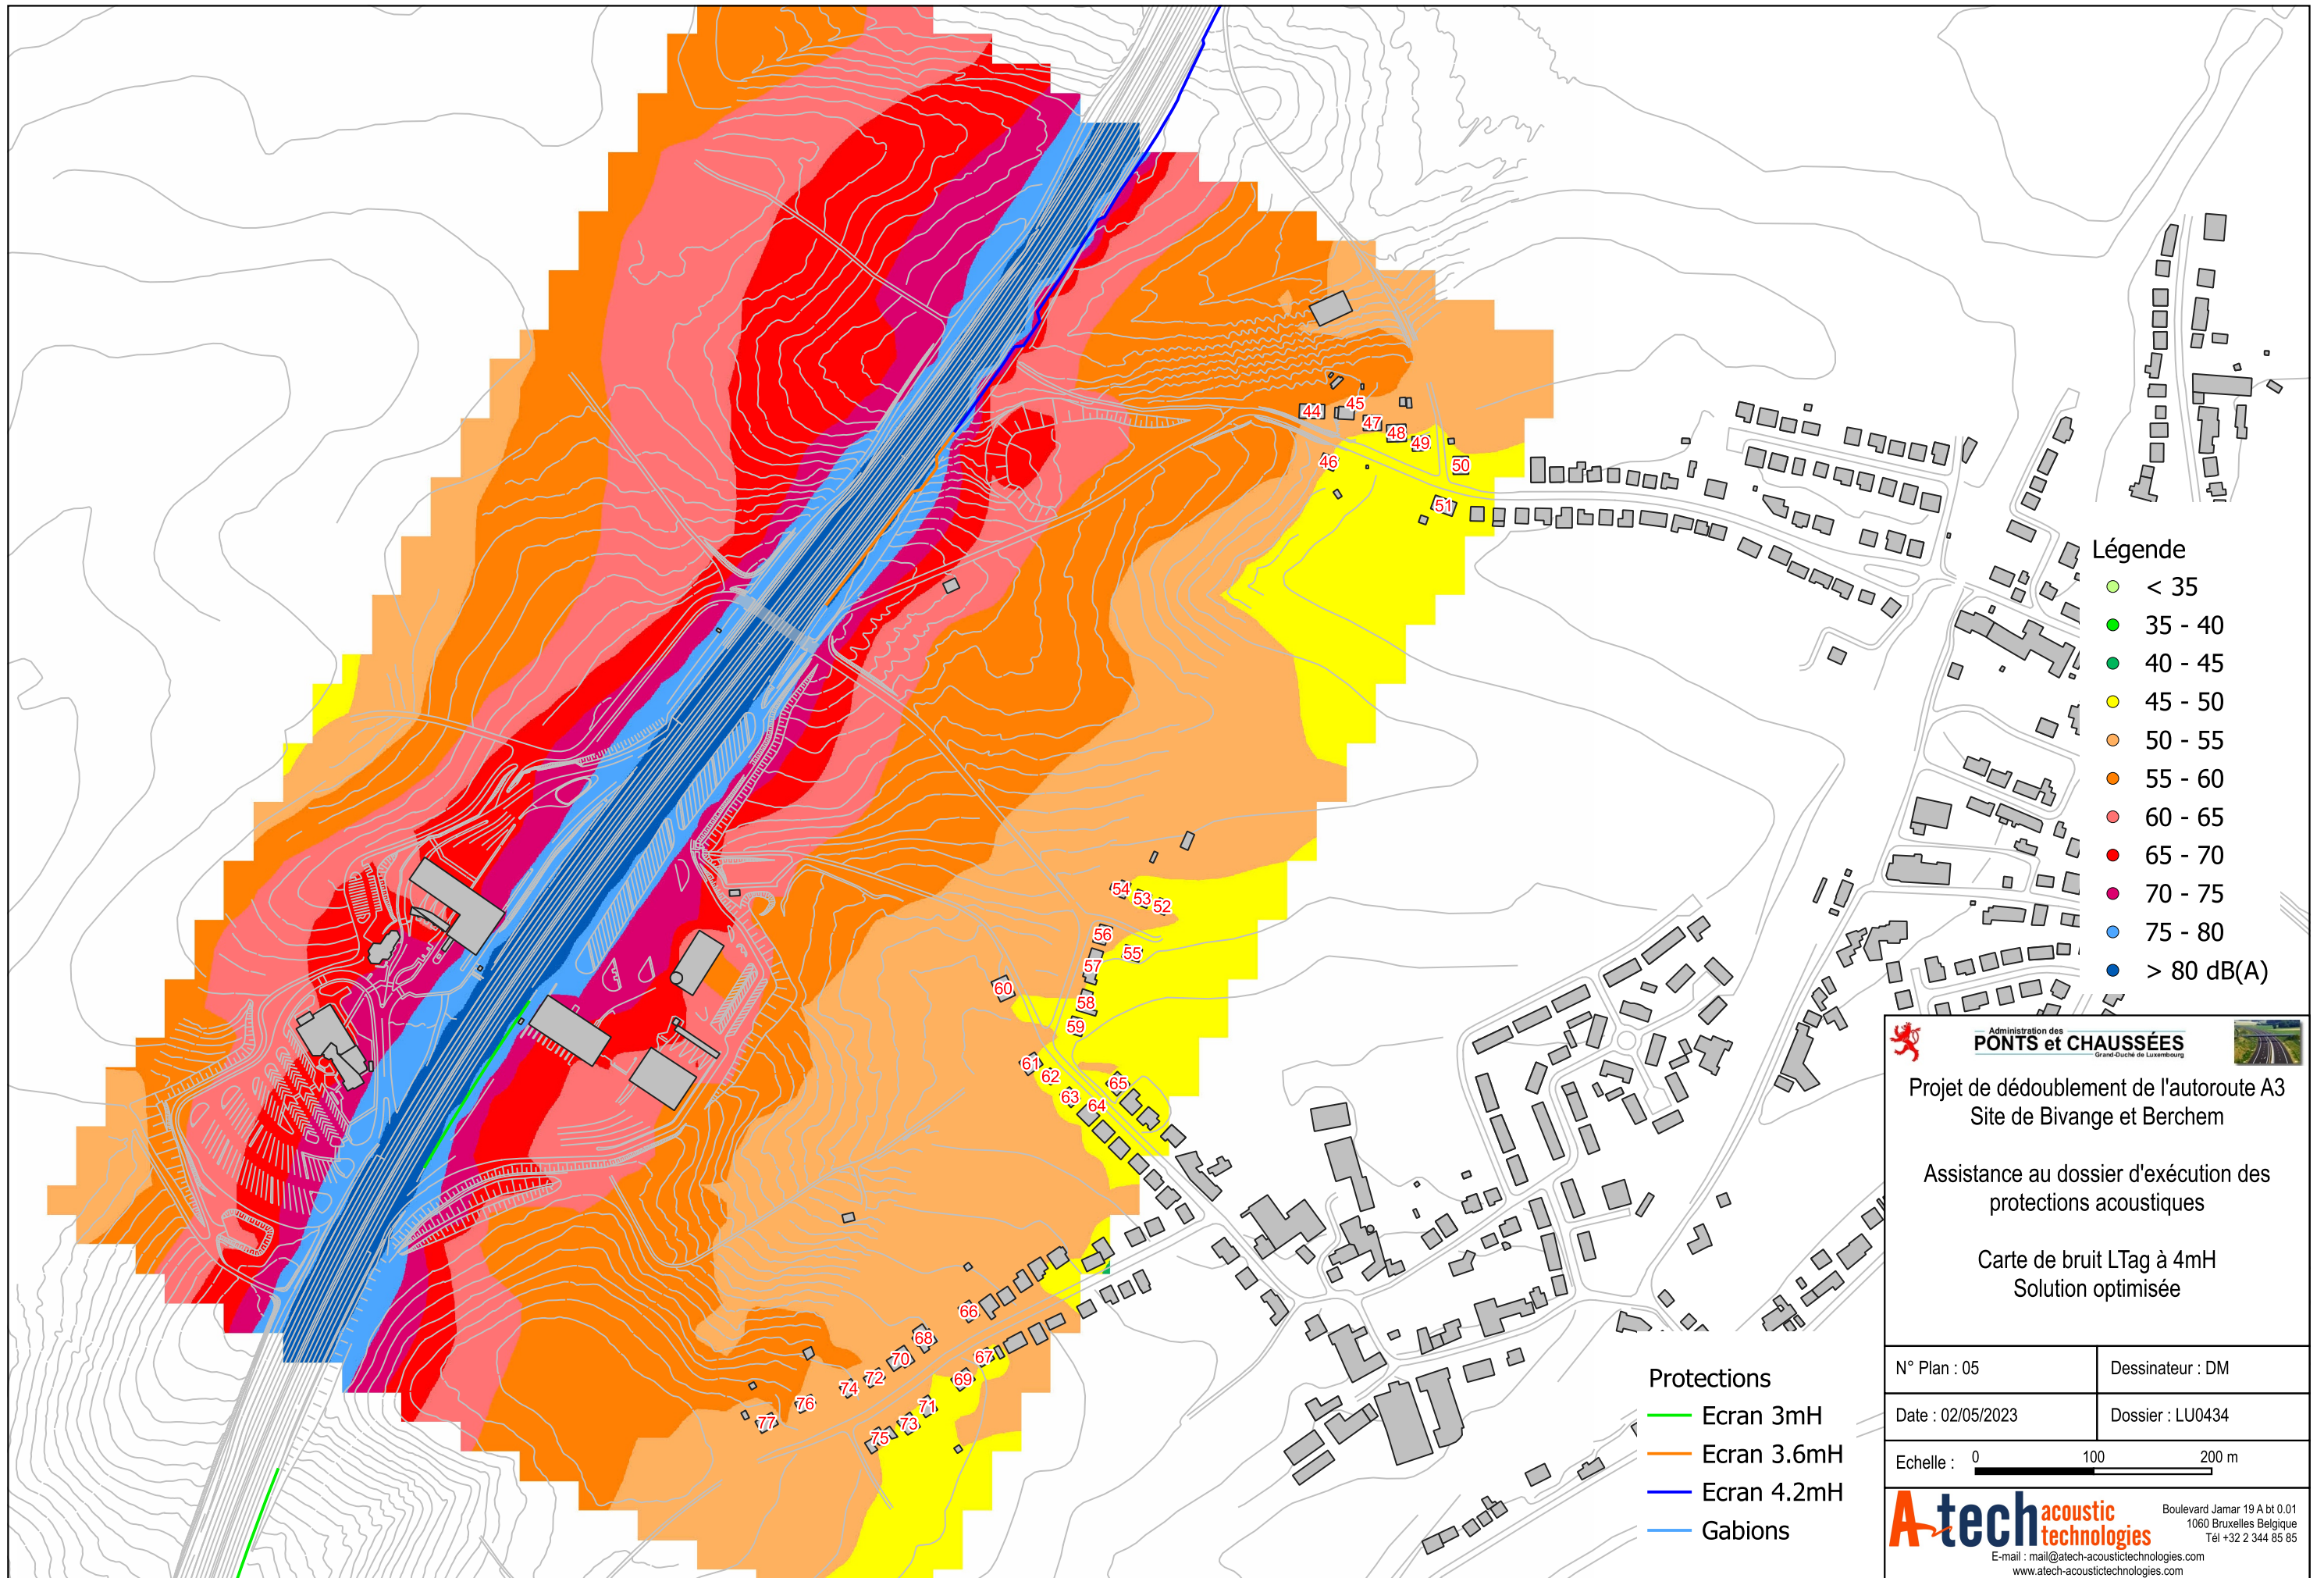 44
45
47
48
49
46
50
51
54
53
52
56
55
57
60
58
59
61
62
65
63
64
66
68
67
70
69
72
74
76
71
77
73
75
Légende
< 35
35 - 40
40 - 45
45 - 50
50 - 55
55 - 60
60 - 65
65 - 70
70 - 75
75 - 80
> 80 dB(A)
Protections
Ecran 3mH
Ecran 3.6mH
Ecran 4.2mH
Gabions
Administration des
PONTS et CHAUSSÉES
Grand-Duché de Luxembourg
Projet de dédoublement de l'autoroute A3
Site de Bivange et Berchem
Assistance au dossier d'exécution des
protections acoustiques
Carte de bruit LTag à 4mH
Solution optimisée
N° Plan : 05
Dessinateur : DM
Date : 02/05/2023
Dossier : LU0434
Echelle : 0 100 200 m
A-tech acoustic technologies
Boulevard Jamar 19 A bt 0.01
1060 Bruxelles Belgique
Tél +32 2 344 85 85
E-mail : mail@atech-acoustictechnologies.com
www.atech-acoustictechnologies.com